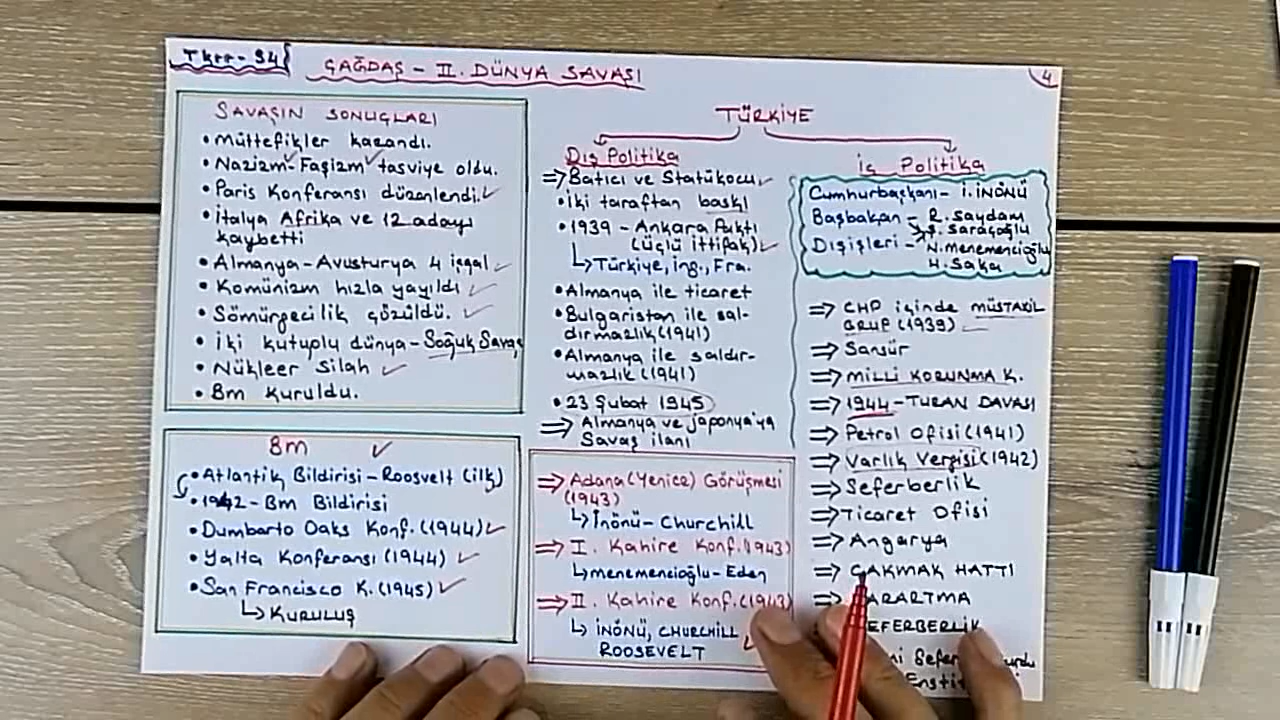 Tkrr-34
4
ÇAĞDAŞ - II. DÜNYA SAVAŞI
SAVAŞIN SONUÇLARI
• Müttefikler kazandı.
• Nazizm Faşizm tasviye oldu.
• Paris Konferansı düzenlendi.
• İtalya Afrika ve 12 adayı
kaybetti
• Almanya-Avusturya 4 işgal
• Komünizm hızla yayıldı
• Sömürgecilik çözüldü.
• İki kutuplu dünya - Soğuk Savaş
• Nükleer Silah
• Bm kuruldu.
Bm
• Atlantik Bildirisi - Roosvelt (ilk)
• 1942 - Bm Bildirisi
• Dumbarto Oaks Konf. (1944)
• Yalta Konferansı (1944)
• San Francisco K. (1945)
↳ KURULUŞ
TÜRKİYE
Dış Politika
⇒ Batıcı ve Statükocu
• İki taraftan baskı
• 1939 - Ankara Paktı
(üçlü ittifak)
↳ Türkiye, ing., Fra.
• Almanya ile ticaret
• Bulgaristan ile sal-
dırmazlık (1941)
• Almanya ile saldır-
mazlık (1941)
• 23 Şubat 1945
⇒ Almanya ve japonya'ya
Savaş ilanı
⇒ Adana (Yenice) Görüşmesi
(1943)
↳ İnönü - Churchill
⇒ I. Kahire Konf. (1943)
↳ Menemencioğlu - Eden
⇒ II. Kahire Konf. (1943)
↳ İNÖNÜ, CHURCHILL
ROOSEVELT
İç Politika
Cumhurbaşkanı - İ. İNÖNÜ
Başbakan - R. Saydam
Ş. Saraçoğlu
Dışişleri - N. Menemencioğlu
H. Saka
⇒ CHP içinde MÜSTAKİL
GRUP (1939)
⇒ Sansür
⇒ MİLLİ KORUNMA K.
⇒ 1944 - TURAN DAVASI
⇒ Petrol Ofisi (1941)
⇒ Varlık Vergisi (1942)
⇒ Seferberlik
⇒ Ticaret Ofisi
⇒ Angarya
⇒ ÇAKMAK HATTI
⇒ ARARTMA
EFERBERLİK